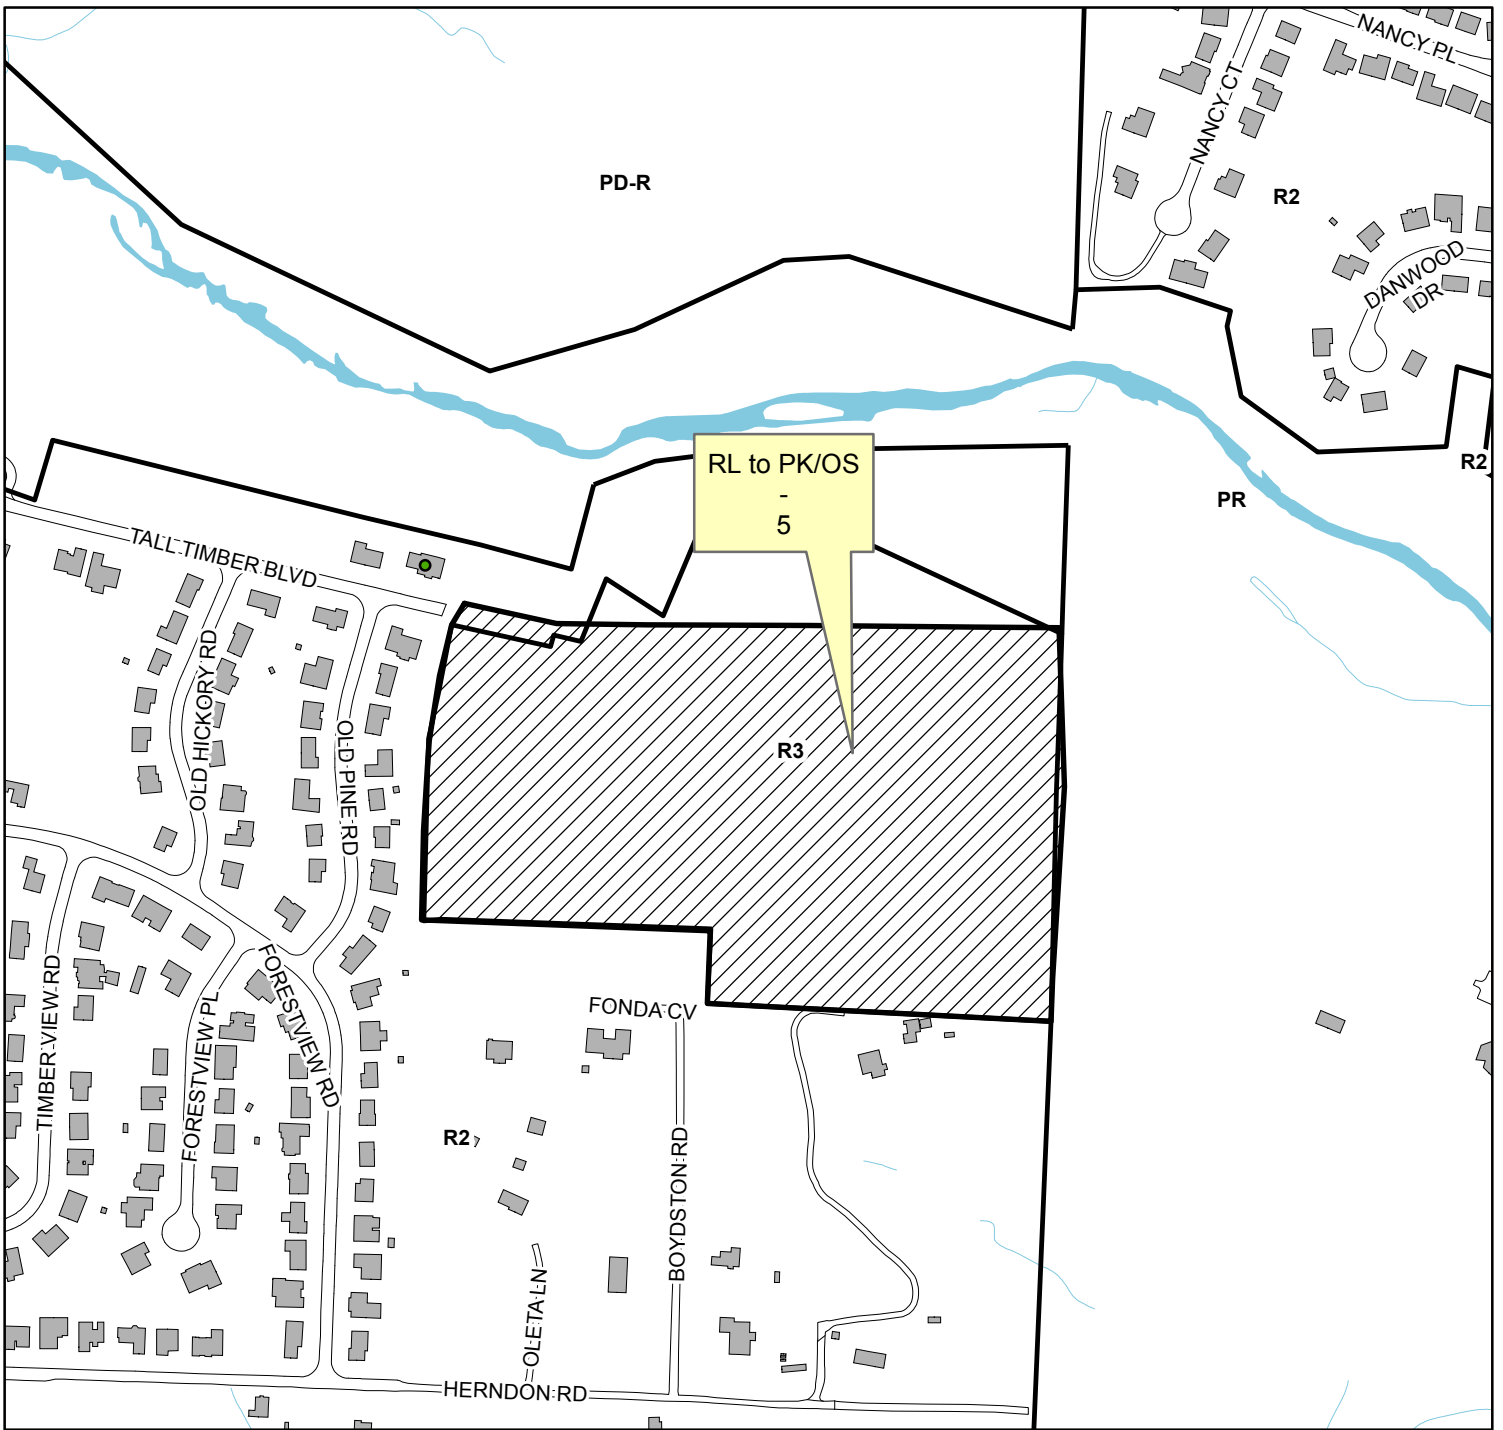 NANCY PL
NANCY CT
PD-R
R2
DANWOOD
DR
RL to PK/OS
-
5
R2
PR
TALL TIMBER BLVD
OLD HICKORY RD
OLD PINE RD
R3
FORESTVIEW RD
TIMBER VIEW RD
FORESTVIEW PL
FONDA CV
R2
BOYDSTON RD
OLETA LN
HERNDON RD